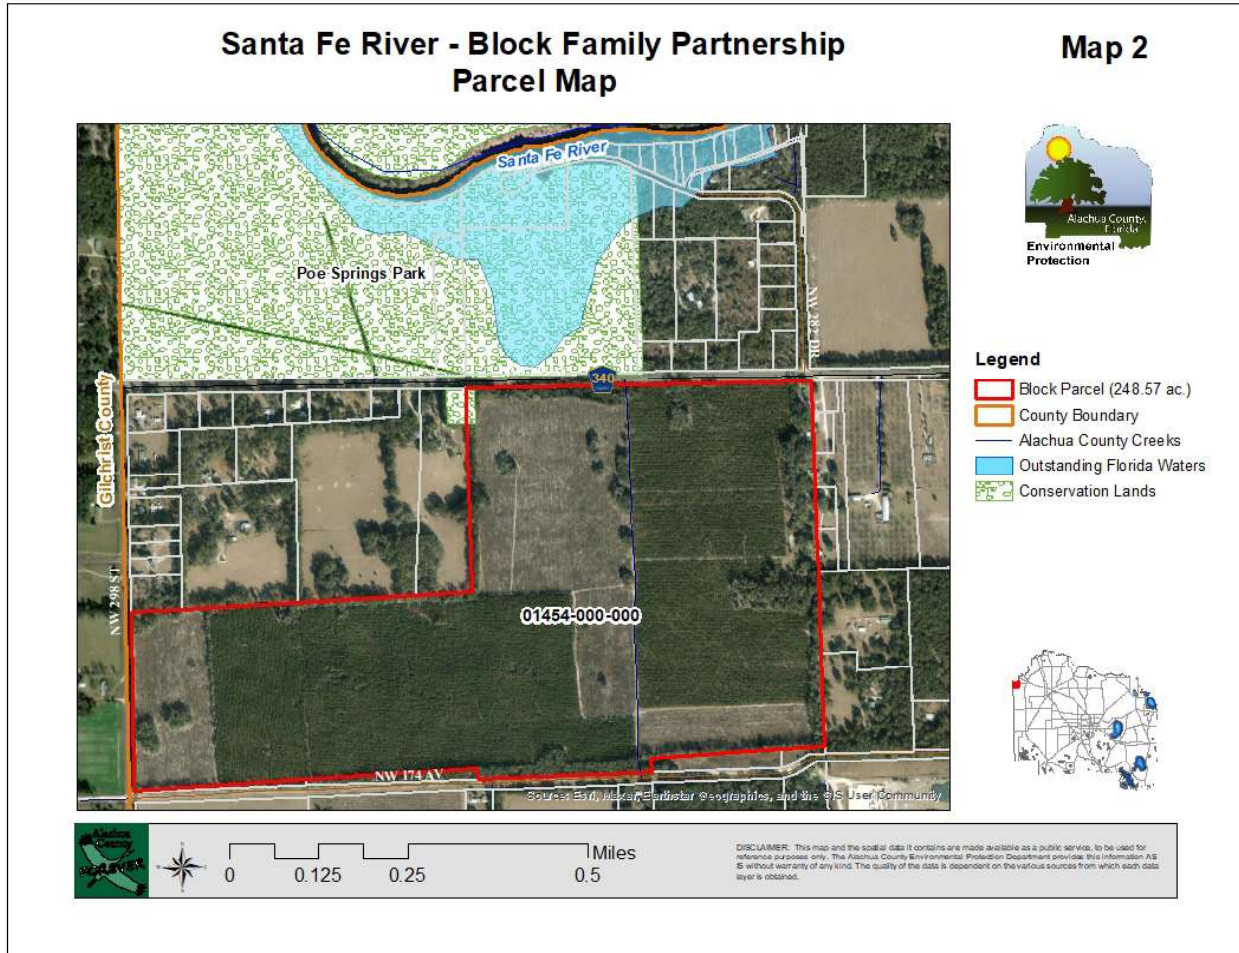 Santa Fe River - Block Family Partnership
Parcel Map
Map 2
Santa Fe River
Poe Springs Park
NW 282 DR
340
Gilchrist County
NW 298 ST
01454-000-000
NW 174 AV
Source: Esri, Maxar, Earthstar Geographics, and the GIS User Community
Alachua County,
Florida
Environmental
Protection
Legend
Block Parcel (248.57 ac.)
County Boundary
Alachua County Creeks
Outstanding Florida Waters
Conservation Lands
Alachua
County
FOREVER
Miles
0
0.125
0.25
0.5
DISCLAIMER: This map and the spatial data it contains are made available as a public service, to be used for
reference purposes only. The Alachua County Environmental Protection Department provides this information AS
IS without warranty of any kind. The quality of the data is dependent on the various sources from which each data
layer is obtained.